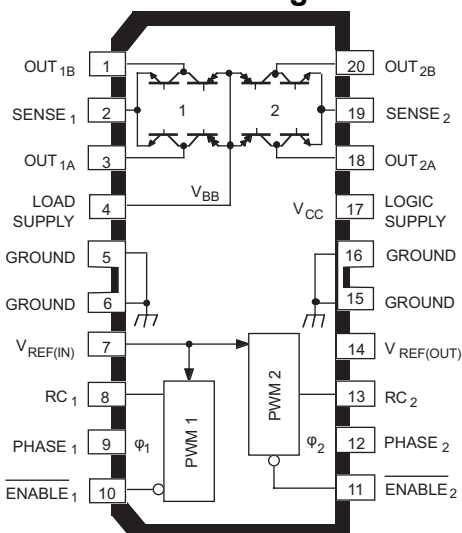 OUT1B 1 20 OUT2B
SENSE1 2 1 2 19 SENSE2
OUT1A 3 18 OUT2A
LOAD SUPPLY 4 VBB VCC 17 LOGIC SUPPLY
GROUND 5 16 GROUND
GROUND 6 15 GROUND
VREF(IN) 7 14 VREF(OUT)
RC1 8 PWM 1 PWM 2 13 RC2
PHASE1 9 φ1 φ2 12 PHASE2
ENABLE1 10 11 ENABLE2